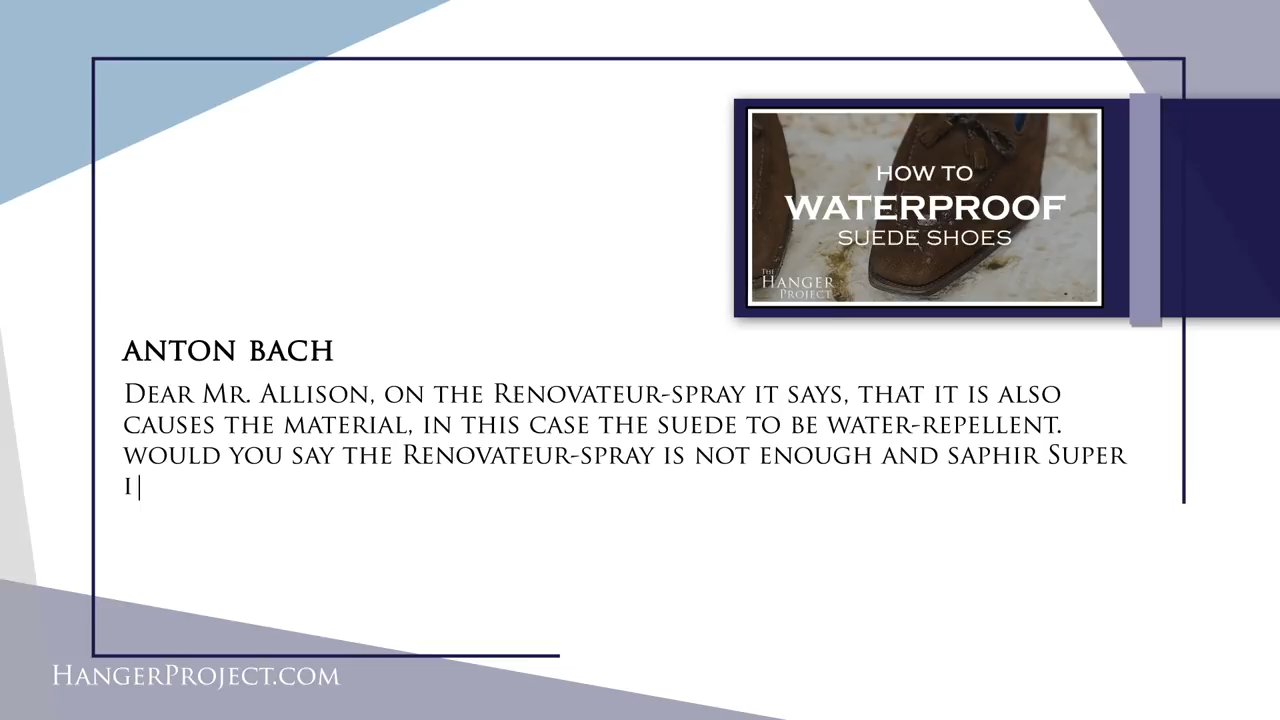 HOW TO
WATERPROOF
SUEDE SHOES
THE
HANGER
PROJECT
ANTON BACH
DEAR MR. ALLISON, ON THE RENOVATEUR-SPRAY IT SAYS, THAT IT IS ALSO
CAUSES THE MATERIAL, IN THIS CASE THE SUEDE TO BE WATER-REPELLENT.
WOULD YOU SAY THE RENOVATEUR-SPRAY IS NOT ENOUGH AND SAPHIR SUPER
I
HANGERPROJECT.COM